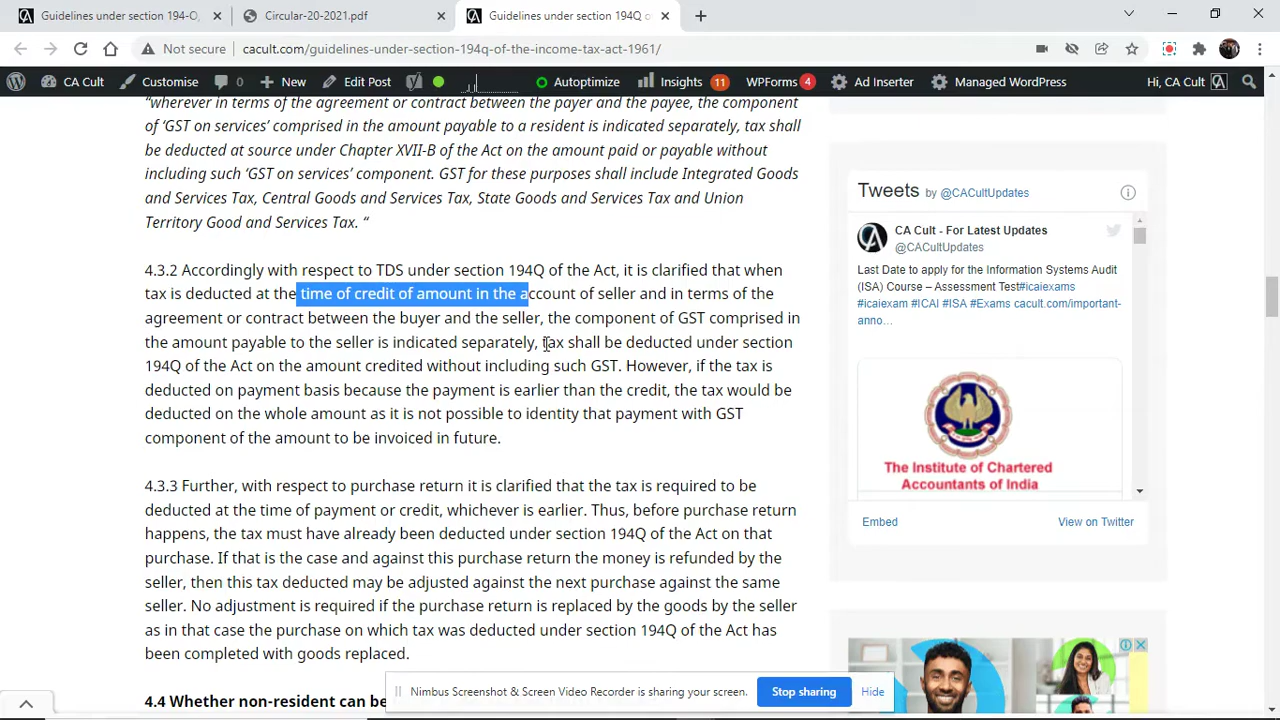 Guidelines under section 194-O,
Circular-20-2021.pdf
Guidelines under section 194Q o
Not secure
cacult.com/guidelines-under-section-194q-of-the-income-tax-act-1961/
CA Cult
Customise
0
New
Edit Post
Autoptimize
Insights
11
WPForms
4
Ad Inserter
Managed WordPress
Hi, CA Cult
"wherever in terms of the agreement or contract between the payer and the payee, the component
of 'GST on services' comprised in the amount payable to a resident is indicated separately, tax shall
be deducted at source under Chapter XVII-B of the Act on the amount paid or payable without
including such 'GST on services' component. GST for these purposes shall include Integrated Goods
and Services Tax, Central Goods and Services Tax, State Goods and Services Tax and Union
Territory Good and Services Tax. "
4.3.2 Accordingly with respect to TDS under section 194Q of the Act, it is clarified that when
tax is deducted at the time of credit of amount in the account of seller and in terms of the
agreement or contract between the buyer and the seller, the component of GST comprised in
the amount payable to the seller is indicated separately, tax shall be deducted under section
194Q of the Act on the amount credited without including such GST. However, if the tax is
deducted on payment basis because the payment is earlier than the credit, the tax would be
deducted on the whole amount as it is not possible to identity that payment with GST
component of the amount to be invoiced in future.
4.3.3 Further, with respect to purchase return it is clarified that the tax is required to be
deducted at the time of payment or credit, whichever is earlier. Thus, before purchase return
happens, the tax must have already been deducted under section 194Q of the Act on that
purchase. If that is the case and against this purchase return the money is refunded by the
seller, then this tax deducted may be adjusted against the next purchase against the same
seller. No adjustment is required if the purchase return is replaced by the goods by the seller
as in that case the purchase on which tax was deducted under section 194Q of the Act has
been completed with goods replaced.
4.4 Whether non-resident can be
Tweets by @CACultUpdates
CA Cult - For Latest Updates
@CACultUpdates
Last Date to apply for the Information Systems Audit
(ISA) Course – Assessment Test#icaiexams
#icaiexam #ICAI #ISA #Exams cacult.com/important-
anno…
The Institute of Chartered
Accountants of India
Embed
View on Twitter
Nimbus Screenshot & Screen Video Recorder is sharing your screen.
Stop sharing
Hide